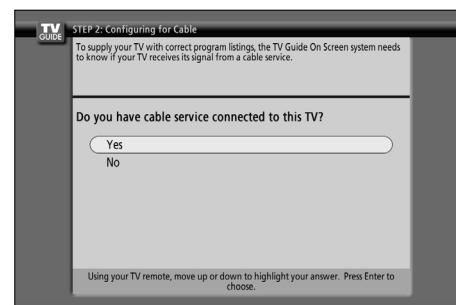 TV
GUIDE
STEP 2: Configuring for Cable
To supply your TV with correct program listings, the TV Guide On Screen system needs
to know if your TV receives its signal from a cable service.
Do you have cable service connected to this TV?
Yes
No
Using your TV remote, move up or down to highlight your answer. Press Enter to
choose.